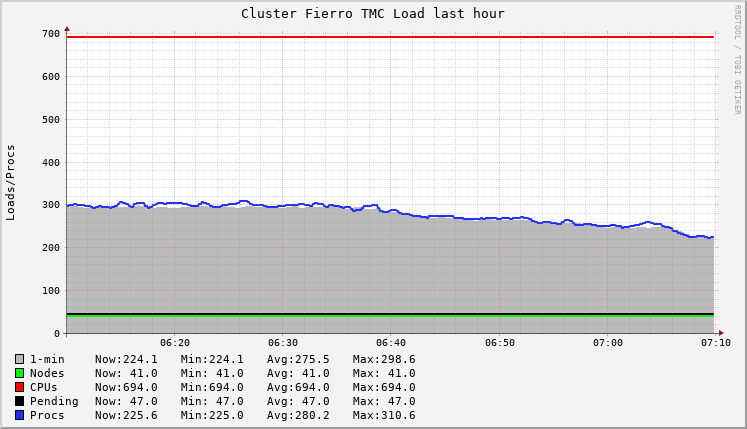 Cluster Fierro TMC Load last hour
RRDTOOL / TOBI OETIKER
Loads/Procs
700
600
500
400
300
200
100
0
06:20 06:30 06:40 06:50 07:00 07:10
1-min Now:224.1 Min:224.1 Avg:275.5 Max:298.6
Nodes Now: 41.0 Min: 41.0 Avg: 41.0 Max: 41.0
CPUs Now:694.0 Min:694.0 Avg:694.0 Max:694.0
Pending Now: 47.0 Min: 47.0 Avg: 47.0 Max: 47.0
Procs Now:225.6 Min:225.0 Avg:280.2 Max:310.6